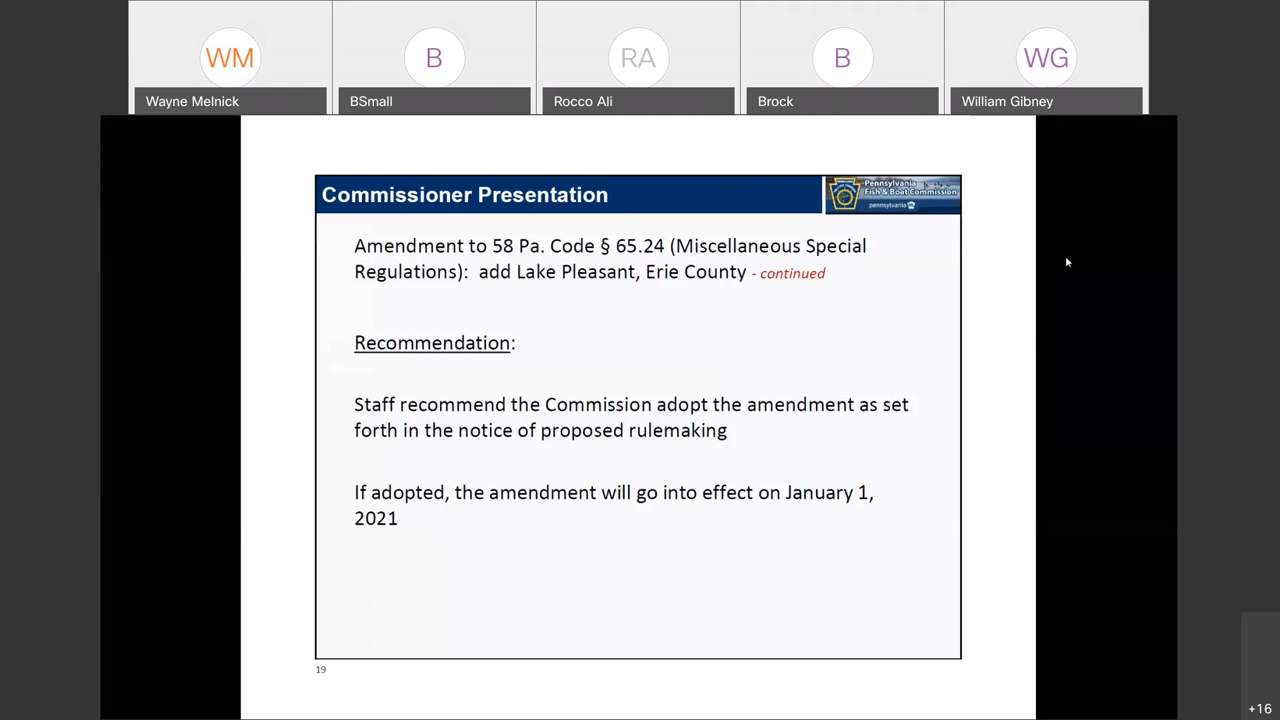 WM
B
RA
B
WG
Wayne Melnick
BSmall
Rocco Ali
Brock
William Gibney
Commissioner Presentation
Pennsylvania
Fish & Boat Commission
pennsylvania
Amendment to 58 Pa. Code § 65.24 (Miscellaneous Special
Regulations): add Lake Pleasant, Erie County - continued
Recommendation:
Staff recommend the Commission adopt the amendment as set
forth in the notice of proposed rulemaking
If adopted, the amendment will go into effect on January 1,
2021
19
+16